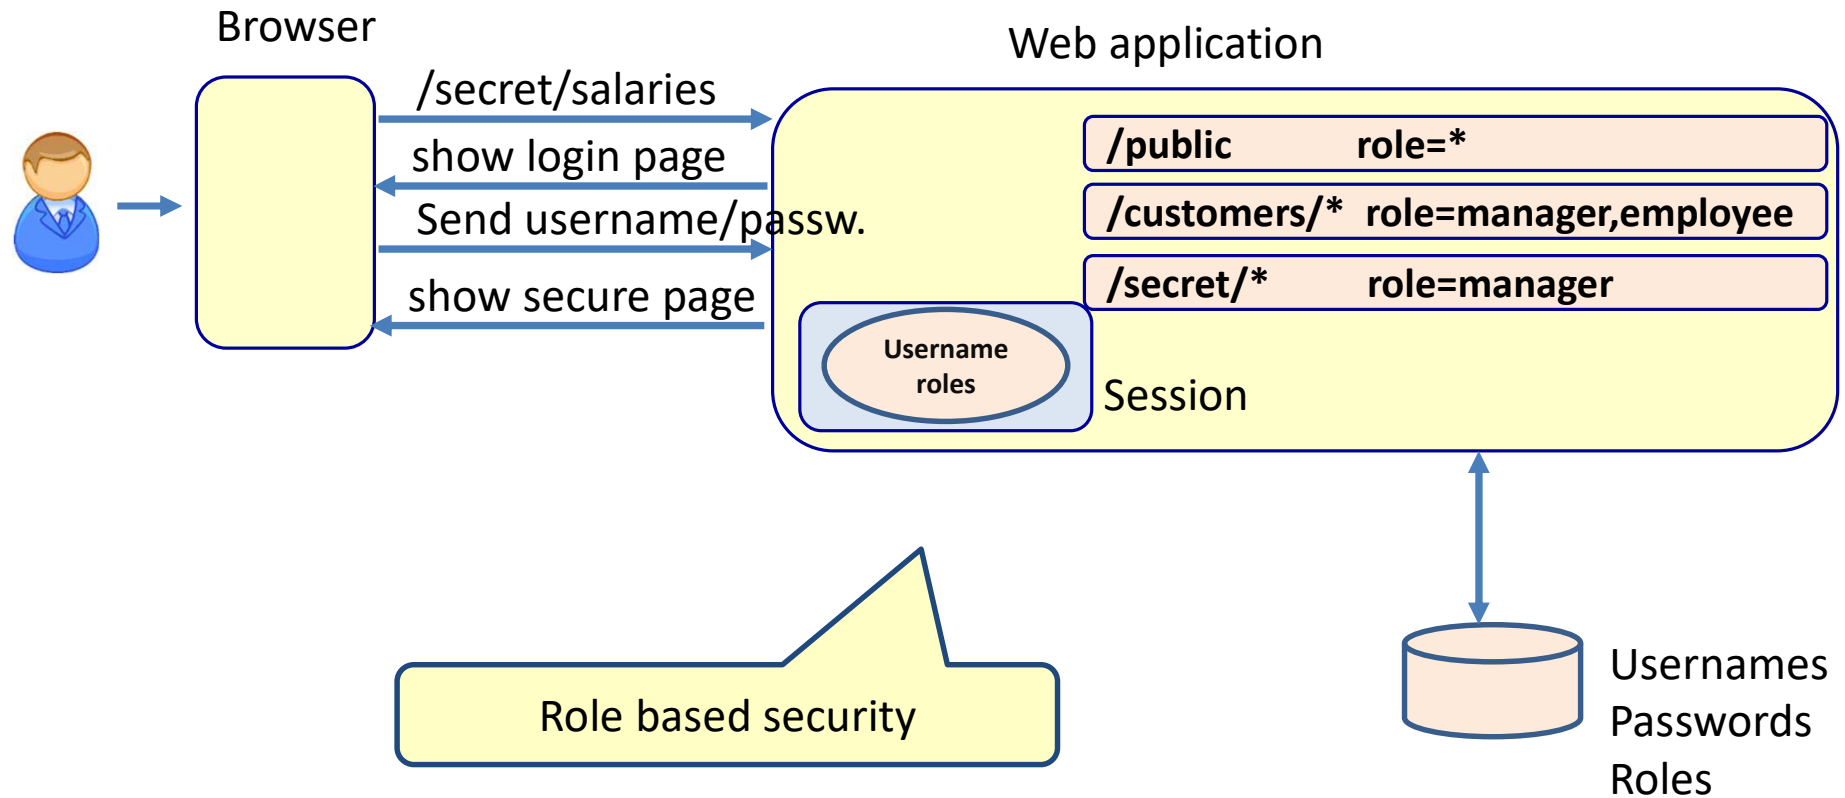 Browser
Web application
/secret/salaries
show login page
Send username/passw.
show secure page
/public role=*
/customers/* role=manager,employee
/secret/* role=manager
Username
roles
Session
Role based security
Usernames
Passwords
Roles